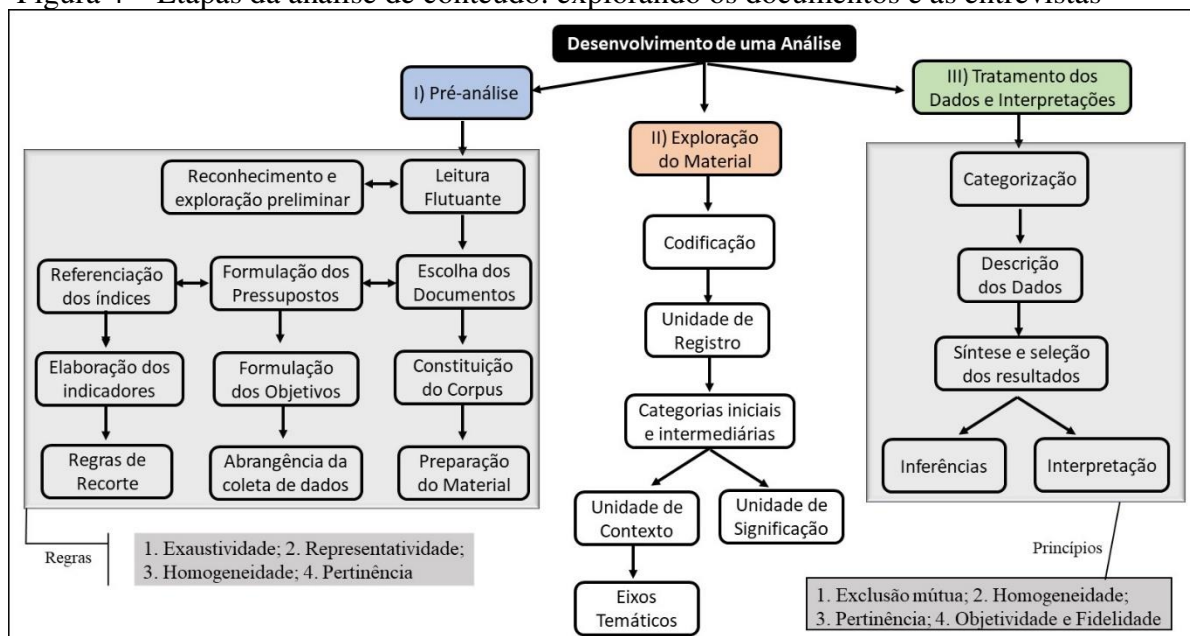 Figura 4 – Etapas da análise de conteúdo: explorando os documentos e as entrevistas
Desenvolvimento de uma Análise
I) Pré-análise
Reconhecimento e
exploração preliminar
Leitura
Flutuante
Referenciação
dos índices
Formulação dos
Pressupostos
Escolha dos
Documentos
Elaboração dos
indicadores
Formulação
dos Objetivos
Constituição
do Corpus
Regras de
Recorte
Abrangência da
coleta de dados
Preparação
do Material
Regras
1. Exaustividade; 2. Representatividade;
3. Homogeneidade; 4. Pertinência
II) Exploração
do Material
Codificação
Unidade de
Registro
Categorias iniciais
e intermediárias
Unidade de
Contexto
Unidade de
Significação
Eixos
Temáticos
III) Tratamento dos
Dados e Interpretações
Categorização
Descrição
dos Dados
Síntese e seleção
dos resultados
Inferências
Interpretação
Princípios
1. Exclusão mútua; 2. Homogeneidade;
3. Pertinência; 4. Objetividade e Fidelidade